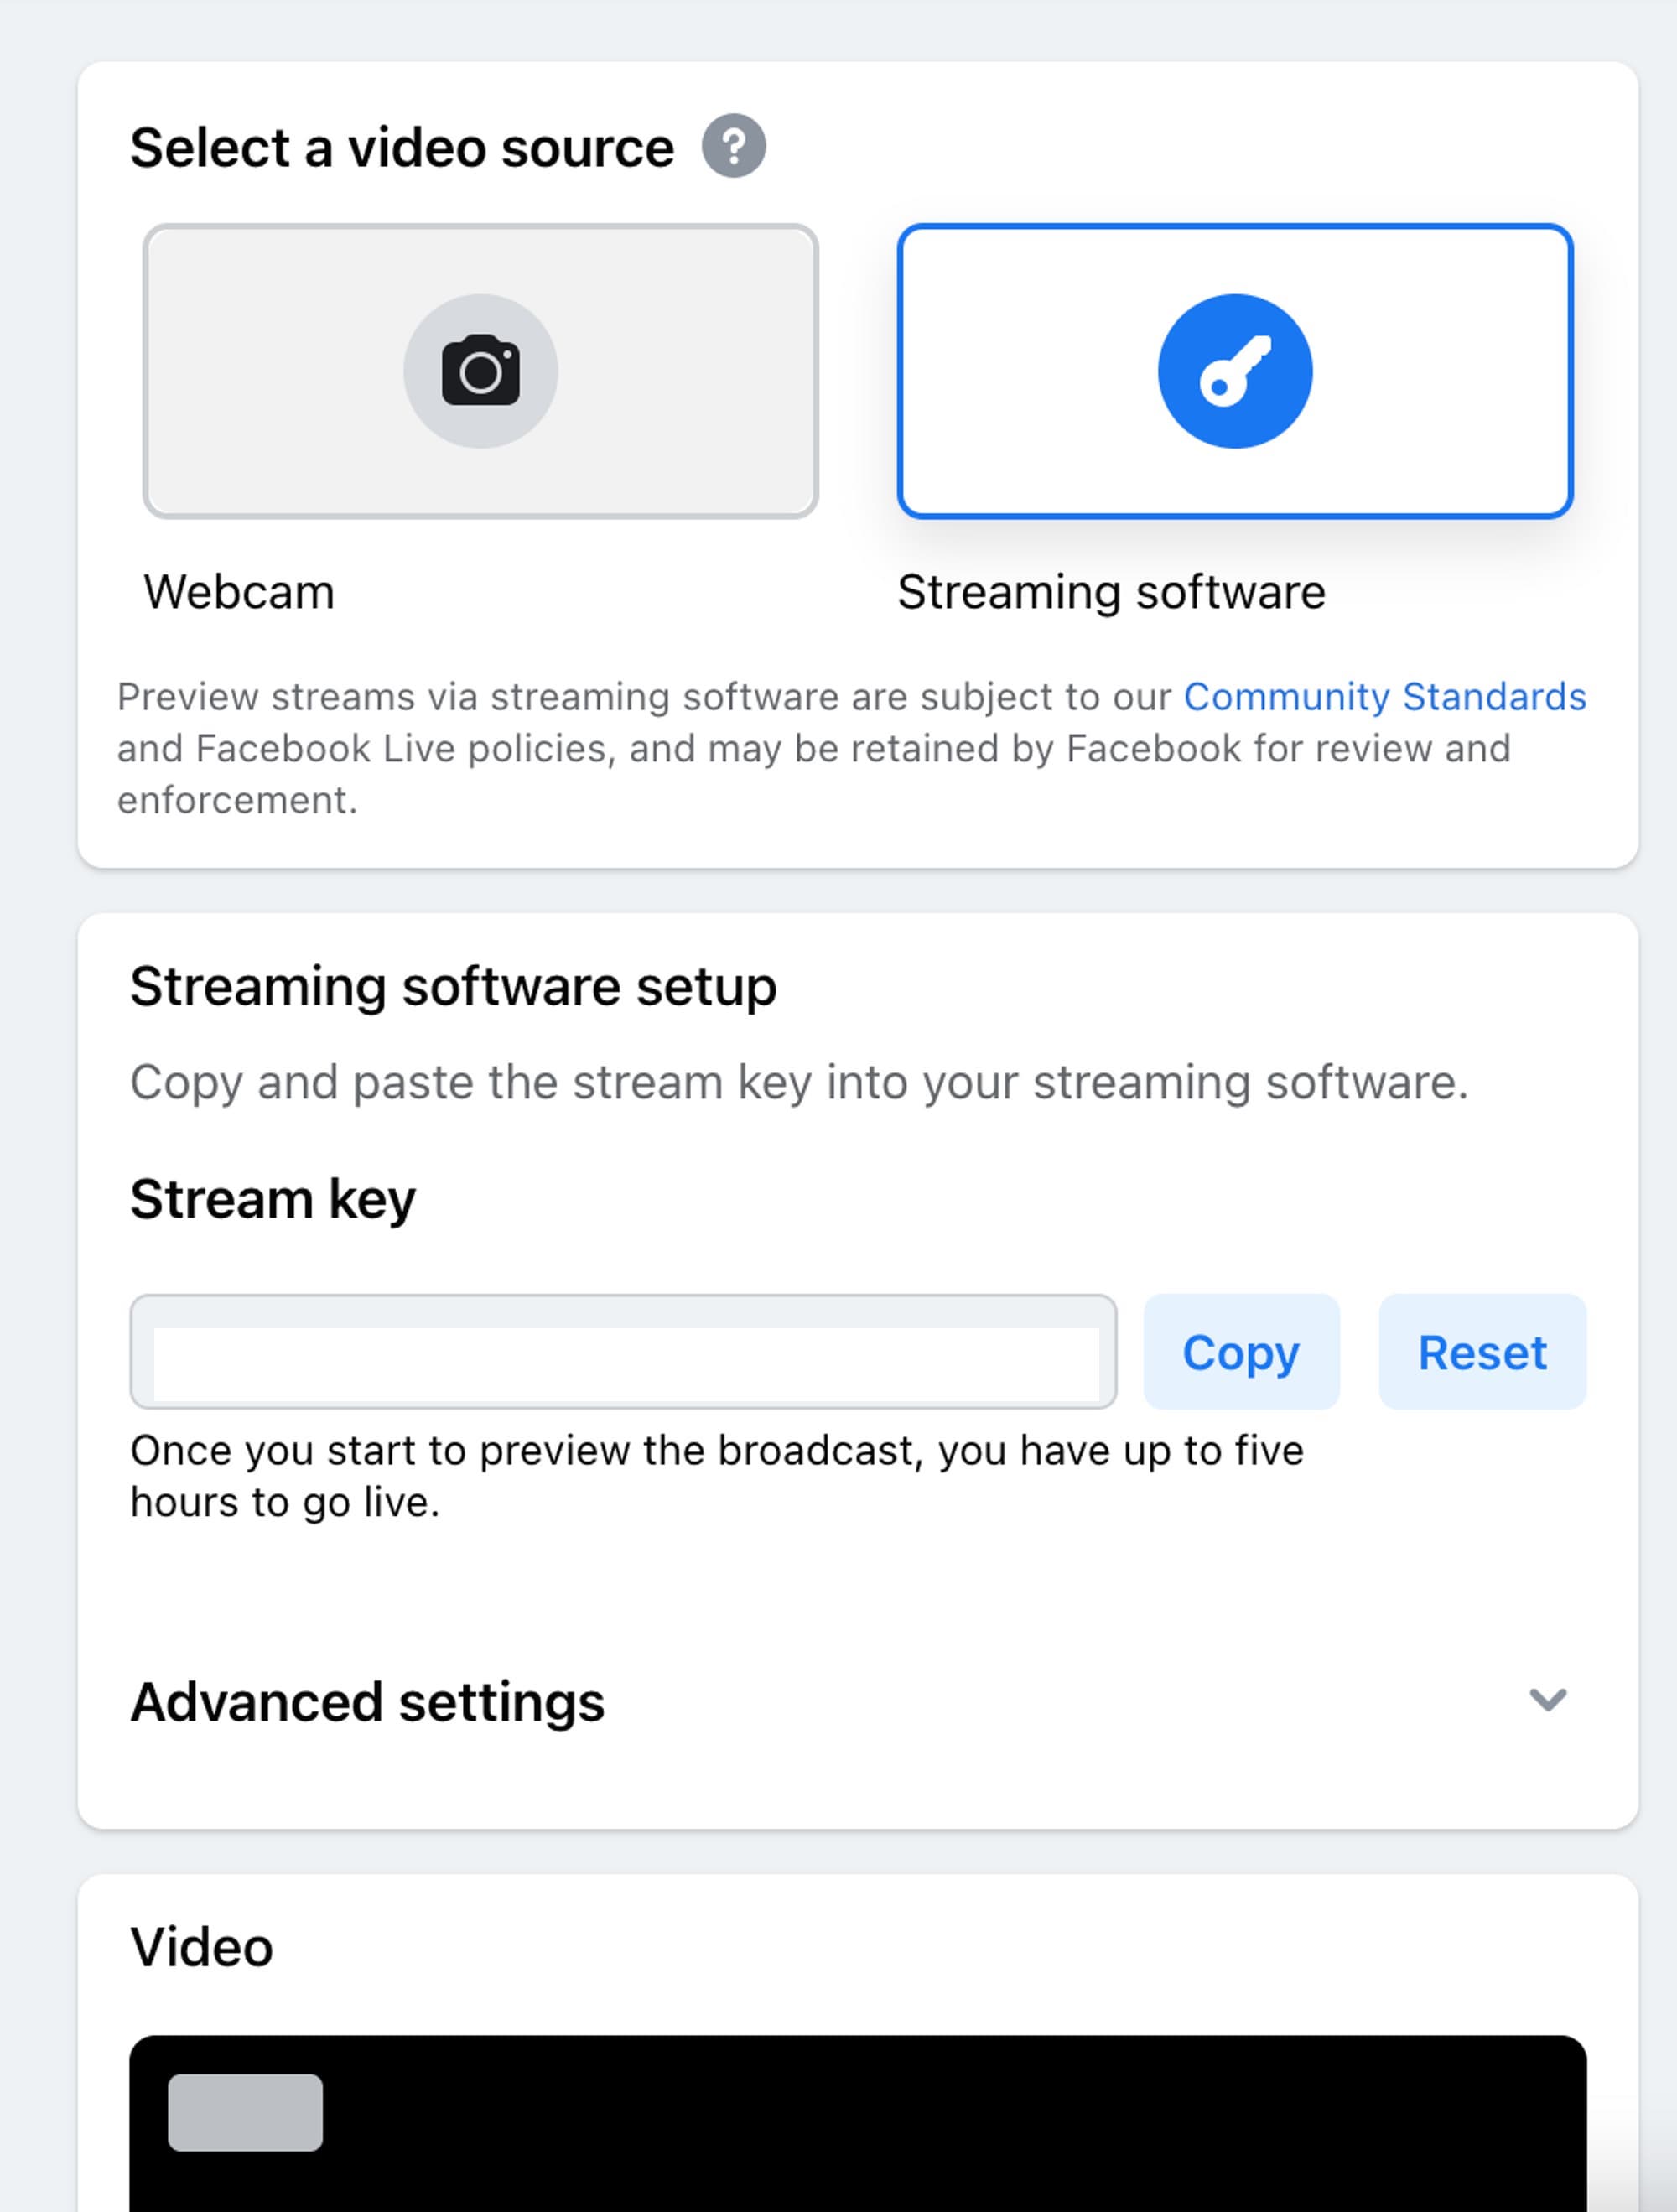 Select a video source ?
Webcam
Streaming software
Preview streams via streaming software are subject to our Community Standards
and Facebook Live policies, and may be retained by Facebook for review and
enforcement.
Streaming software setup
Copy and paste the stream key into your streaming software.
Stream key
Copy
Reset
Once you start to preview the broadcast, you have up to five
hours to go live.
Advanced settings
Video